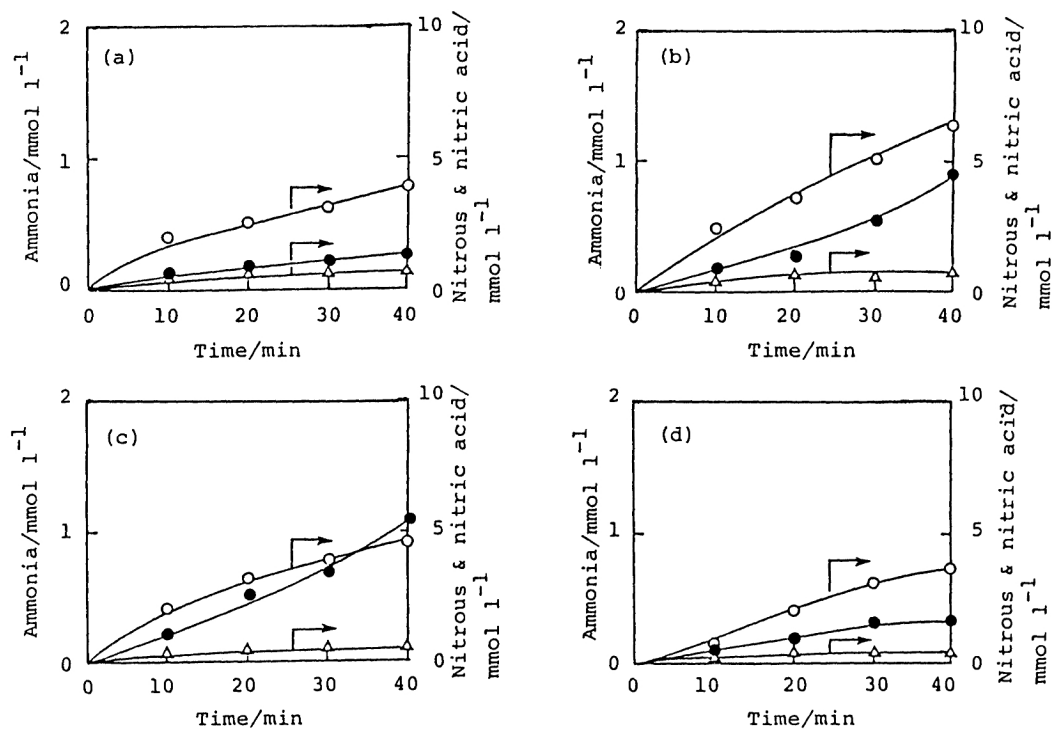 (a)
2
1
0
Ammonia/mmol l⁻¹
10
5
0
Nitrous & nitric acid/
mmol l⁻¹
0 10 20 30 40
Time/min
(b)
2
1
0
Ammonia/mmol l⁻¹
10
5
0
Nitrous & nitric acid/
mmol l⁻¹
0 10 20 30 40
Time/min
(c)
2
1
0
Ammonia/mmol l⁻¹
10
5
0
Nitrous & nitric acid/
mmol l⁻¹
0 10 20 30 40
Time/min
(d)
2
1
0
Ammonia/mmol l⁻¹
10
5
0
Nitrous & nitric acid/
mmol l⁻¹
0 10 20 30 40
Time/min